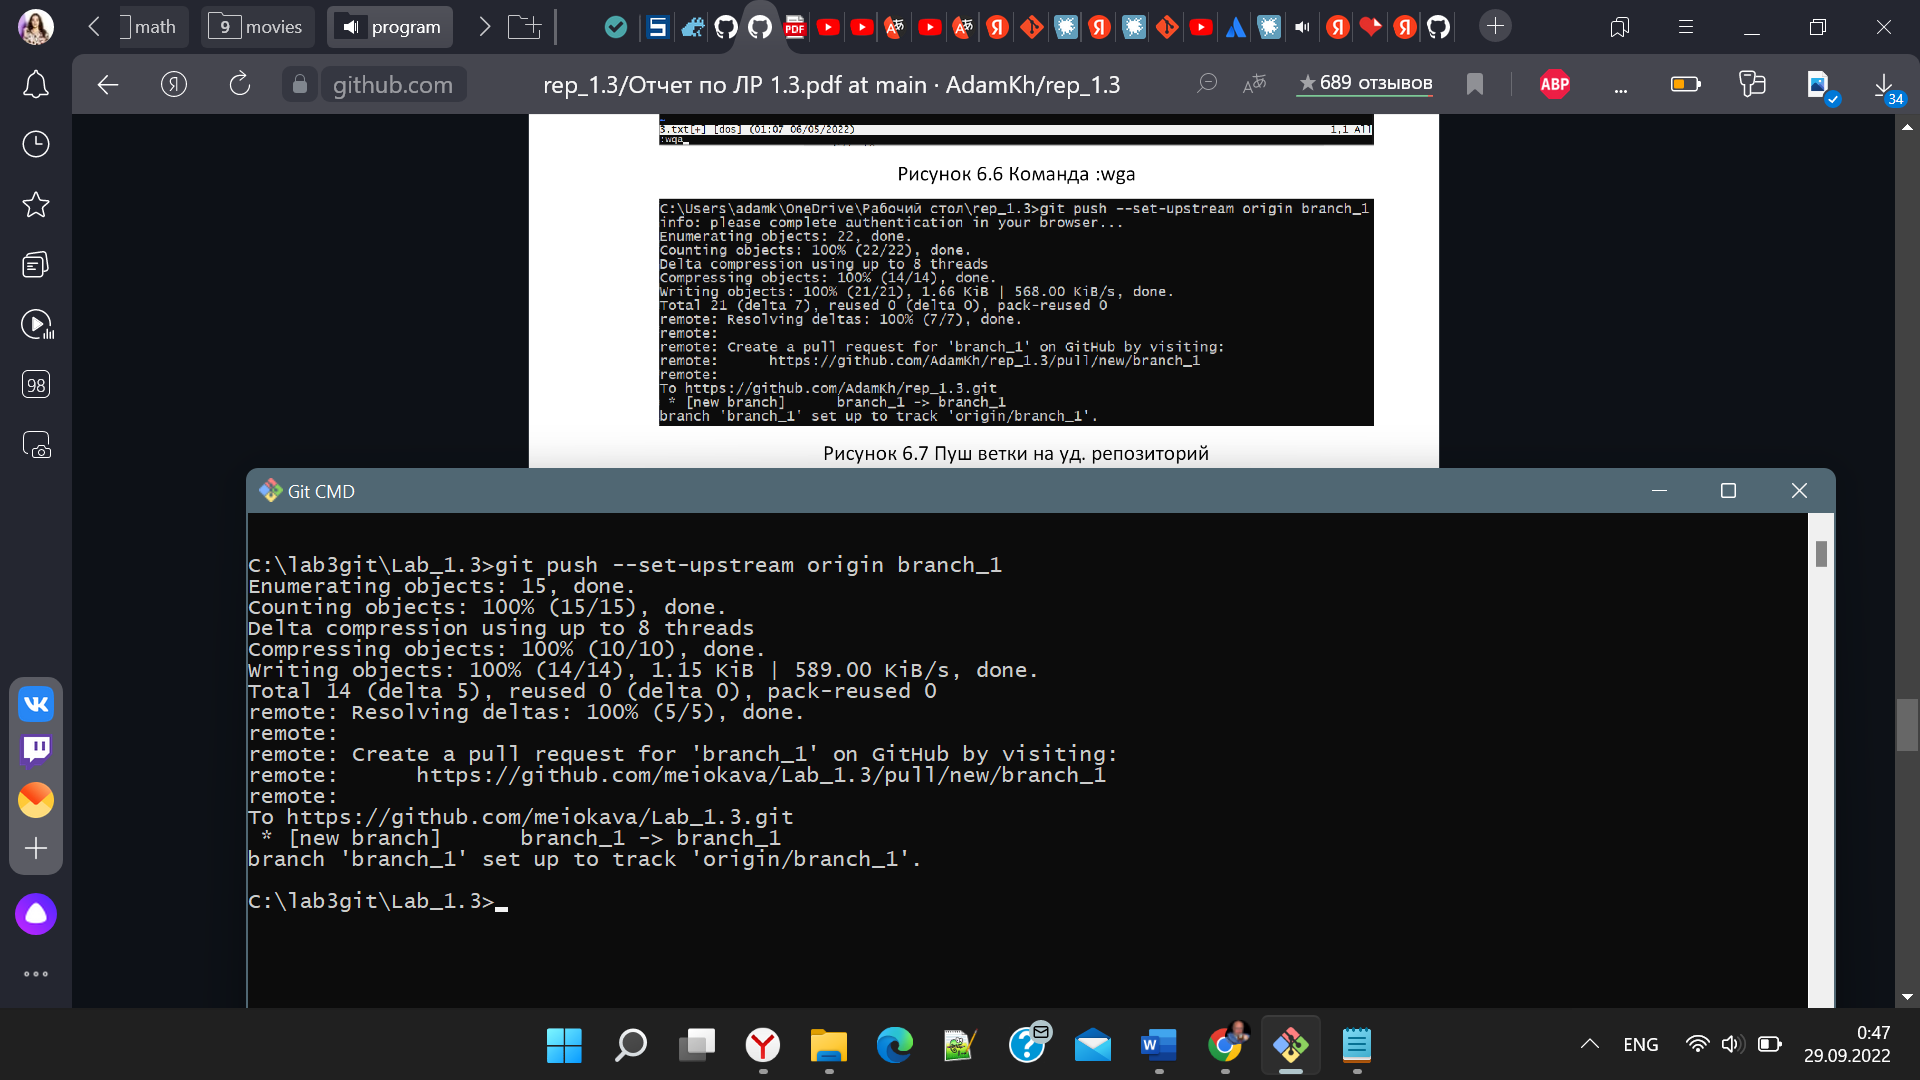 math
9 movies
program
PDF
github.com
rep_1.3/Отчет по ЛР 1.3.pdf at main · AdamKh/rep_1.3
★ 689 отзывов
ABP
...
34
98
3.txt[+] [dos] (01:07 06/05/2022) 1,1 All
:wqa
Рисунок 6.6 Команда :wga
C:\Users\adamk\OneDrive\Рабочий стол\rep_1.3>git push --set-upstream origin branch_1
info: please complete authentication in your browser...
Enumerating objects: 22, done.
Counting objects: 100% (22/22), done.
Delta compression using up to 8 threads
Compressing objects: 100% (14/14), done.
Writing objects: 100% (21/21), 1.66 KiB | 568.00 KiB/s, done.
Total 21 (delta 7), reused 0 (delta 0), pack-reused 0
remote: Resolving deltas: 100% (7/7), done.
remote:
remote: Create a pull request for 'branch_1' on GitHub by visiting:
remote:      https://github.com/AdamKh/rep_1.3/pull/new/branch_1
remote:
To https://github.com/AdamKh/rep_1.3.git
 * [new branch]      branch_1 -> branch_1
branch 'branch_1' set up to track 'origin/branch_1'.
Рисунок 6.7 Пуш ветки на уд. репозиторий
Git CMD
C:\lab3git\Lab_1.3>git push --set-upstream origin branch_1
Enumerating objects: 15, done.
Counting objects: 100% (15/15), done.
Delta compression using up to 8 threads
Compressing objects: 100% (10/10), done.
Writing objects: 100% (14/14), 1.15 KiB | 589.00 KiB/s, done.
Total 14 (delta 5), reused 0 (delta 0), pack-reused 0
remote: Resolving deltas: 100% (5/5), done.
remote:
remote: Create a pull request for 'branch_1' on GitHub by visiting:
remote:      https://github.com/meiokava/Lab_1.3/pull/new/branch_1
remote:
To https://github.com/meiokava/Lab_1.3.git
 * [new branch]      branch_1 -> branch_1
branch 'branch_1' set up to track 'origin/branch_1'.
C:\lab3git\Lab_1.3>
ENG
0:47
29.09.2022